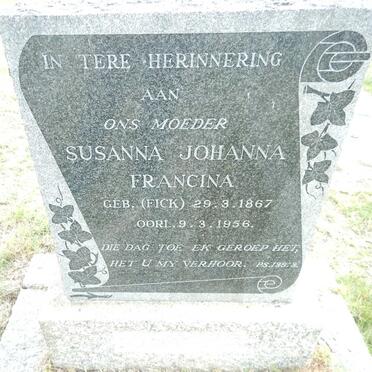 IN TERE HERINNERING
AAN
ONS MOEDER
SUSANNA JOHANNA
FRANCINA
GEB. (FICK) 29.3.1867
OORL. 9.3.1956.
DIE DAG TOE EK GEROEP HET,
HET U MY VERHOOR.